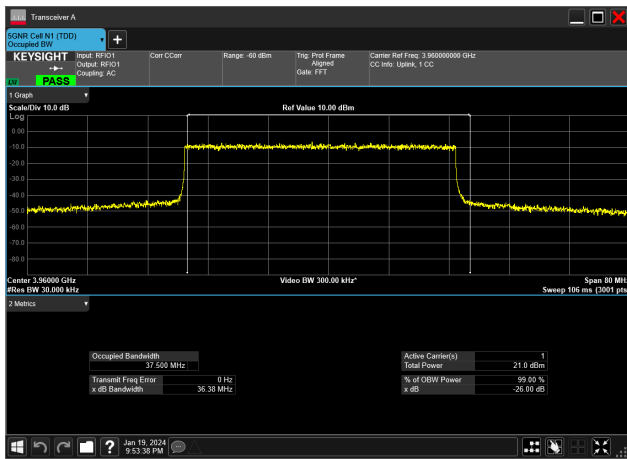 Transceiver A
5GNR Cell N1 (TDD)
Occupied BW
KEYSIGHT
Input: RFIO1
Output: RFIO1
Coupling: AC
Corr CCorr
Range: -60 dBm
Trig: Prot Frame
Aligned
Gate: FFT
Carrier Ref Freq: 3.960000000 GHz
CC Info: Uplink, 1 CC
PASS
1 Graph
Scale/Div 10.0 dB
Ref Value 10.00 dBm
Log
0.00
-10.0
-20.0
-30.0
-40.0
-50.0
-60.0
-70.0
-80.0
Center 3.96000 GHz
Video BW 300.00 kHz*
Span 80 MHz
#Res BW 30.000 kHz
Sweep 106 ms (3001 pts
2 Metrics
Occupied Bandwidth
37.500 MHz
Transmit Freq Error 0 Hz
x dB Bandwidth 36.38 MHz
Active Carrier(s) 1
Total Power 21.0 dBm
% of OBW Power 99.00 %
x dB -26.00 dB
Jan 19, 2024
9:53:38 PM